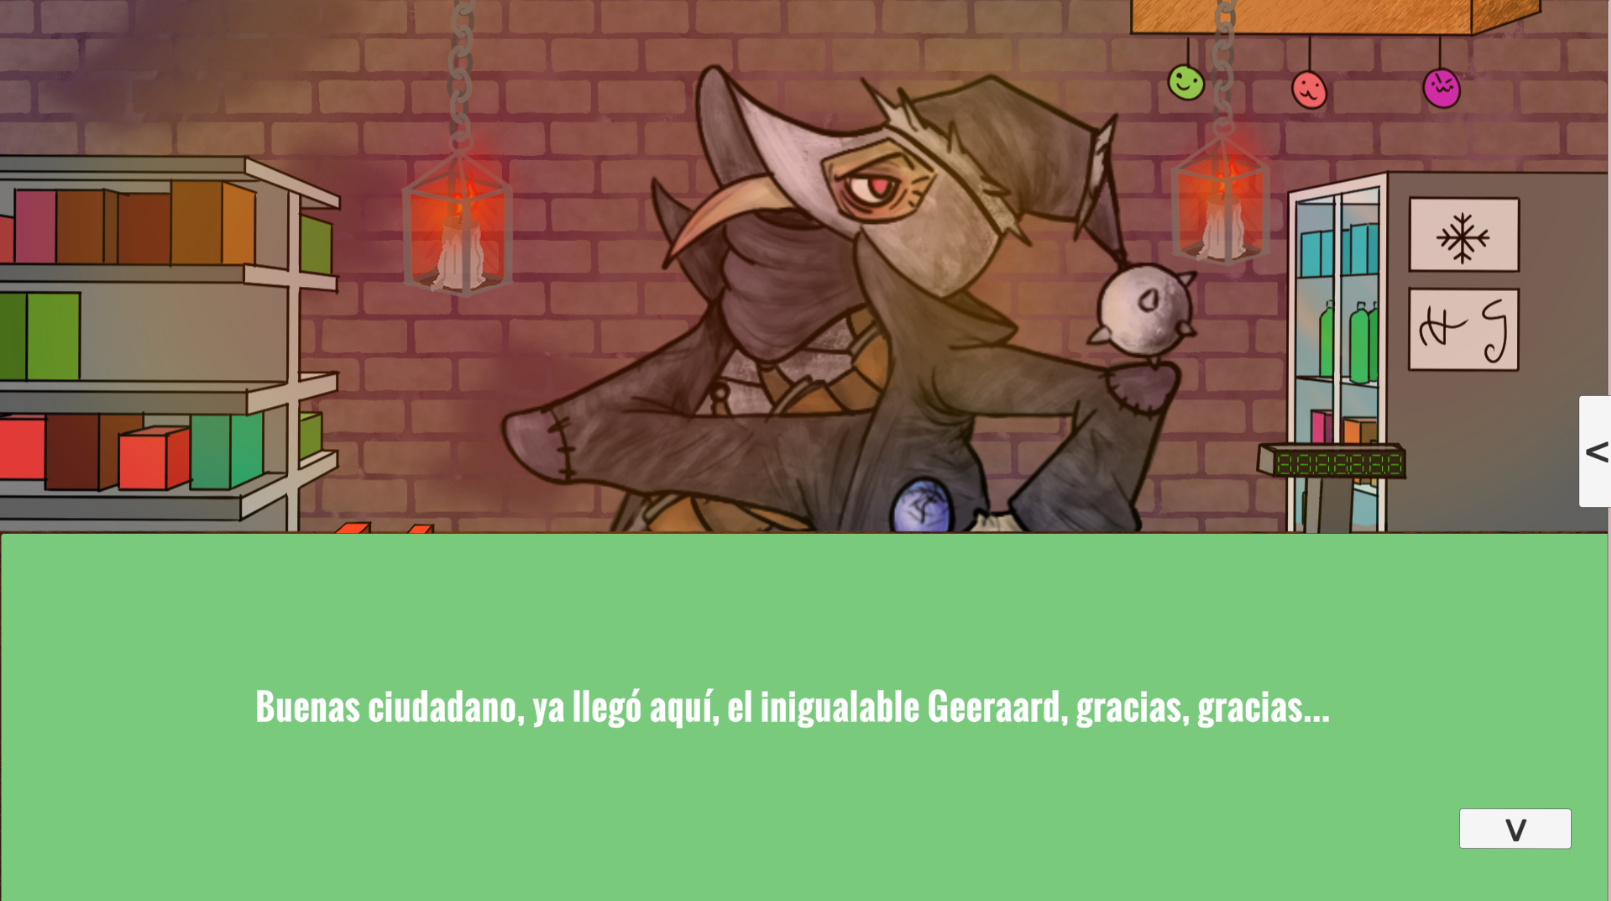 H G
<
Buenas ciudadano, ya llegó aquí, el inigualable Geeraard, gracias, gracias...
V